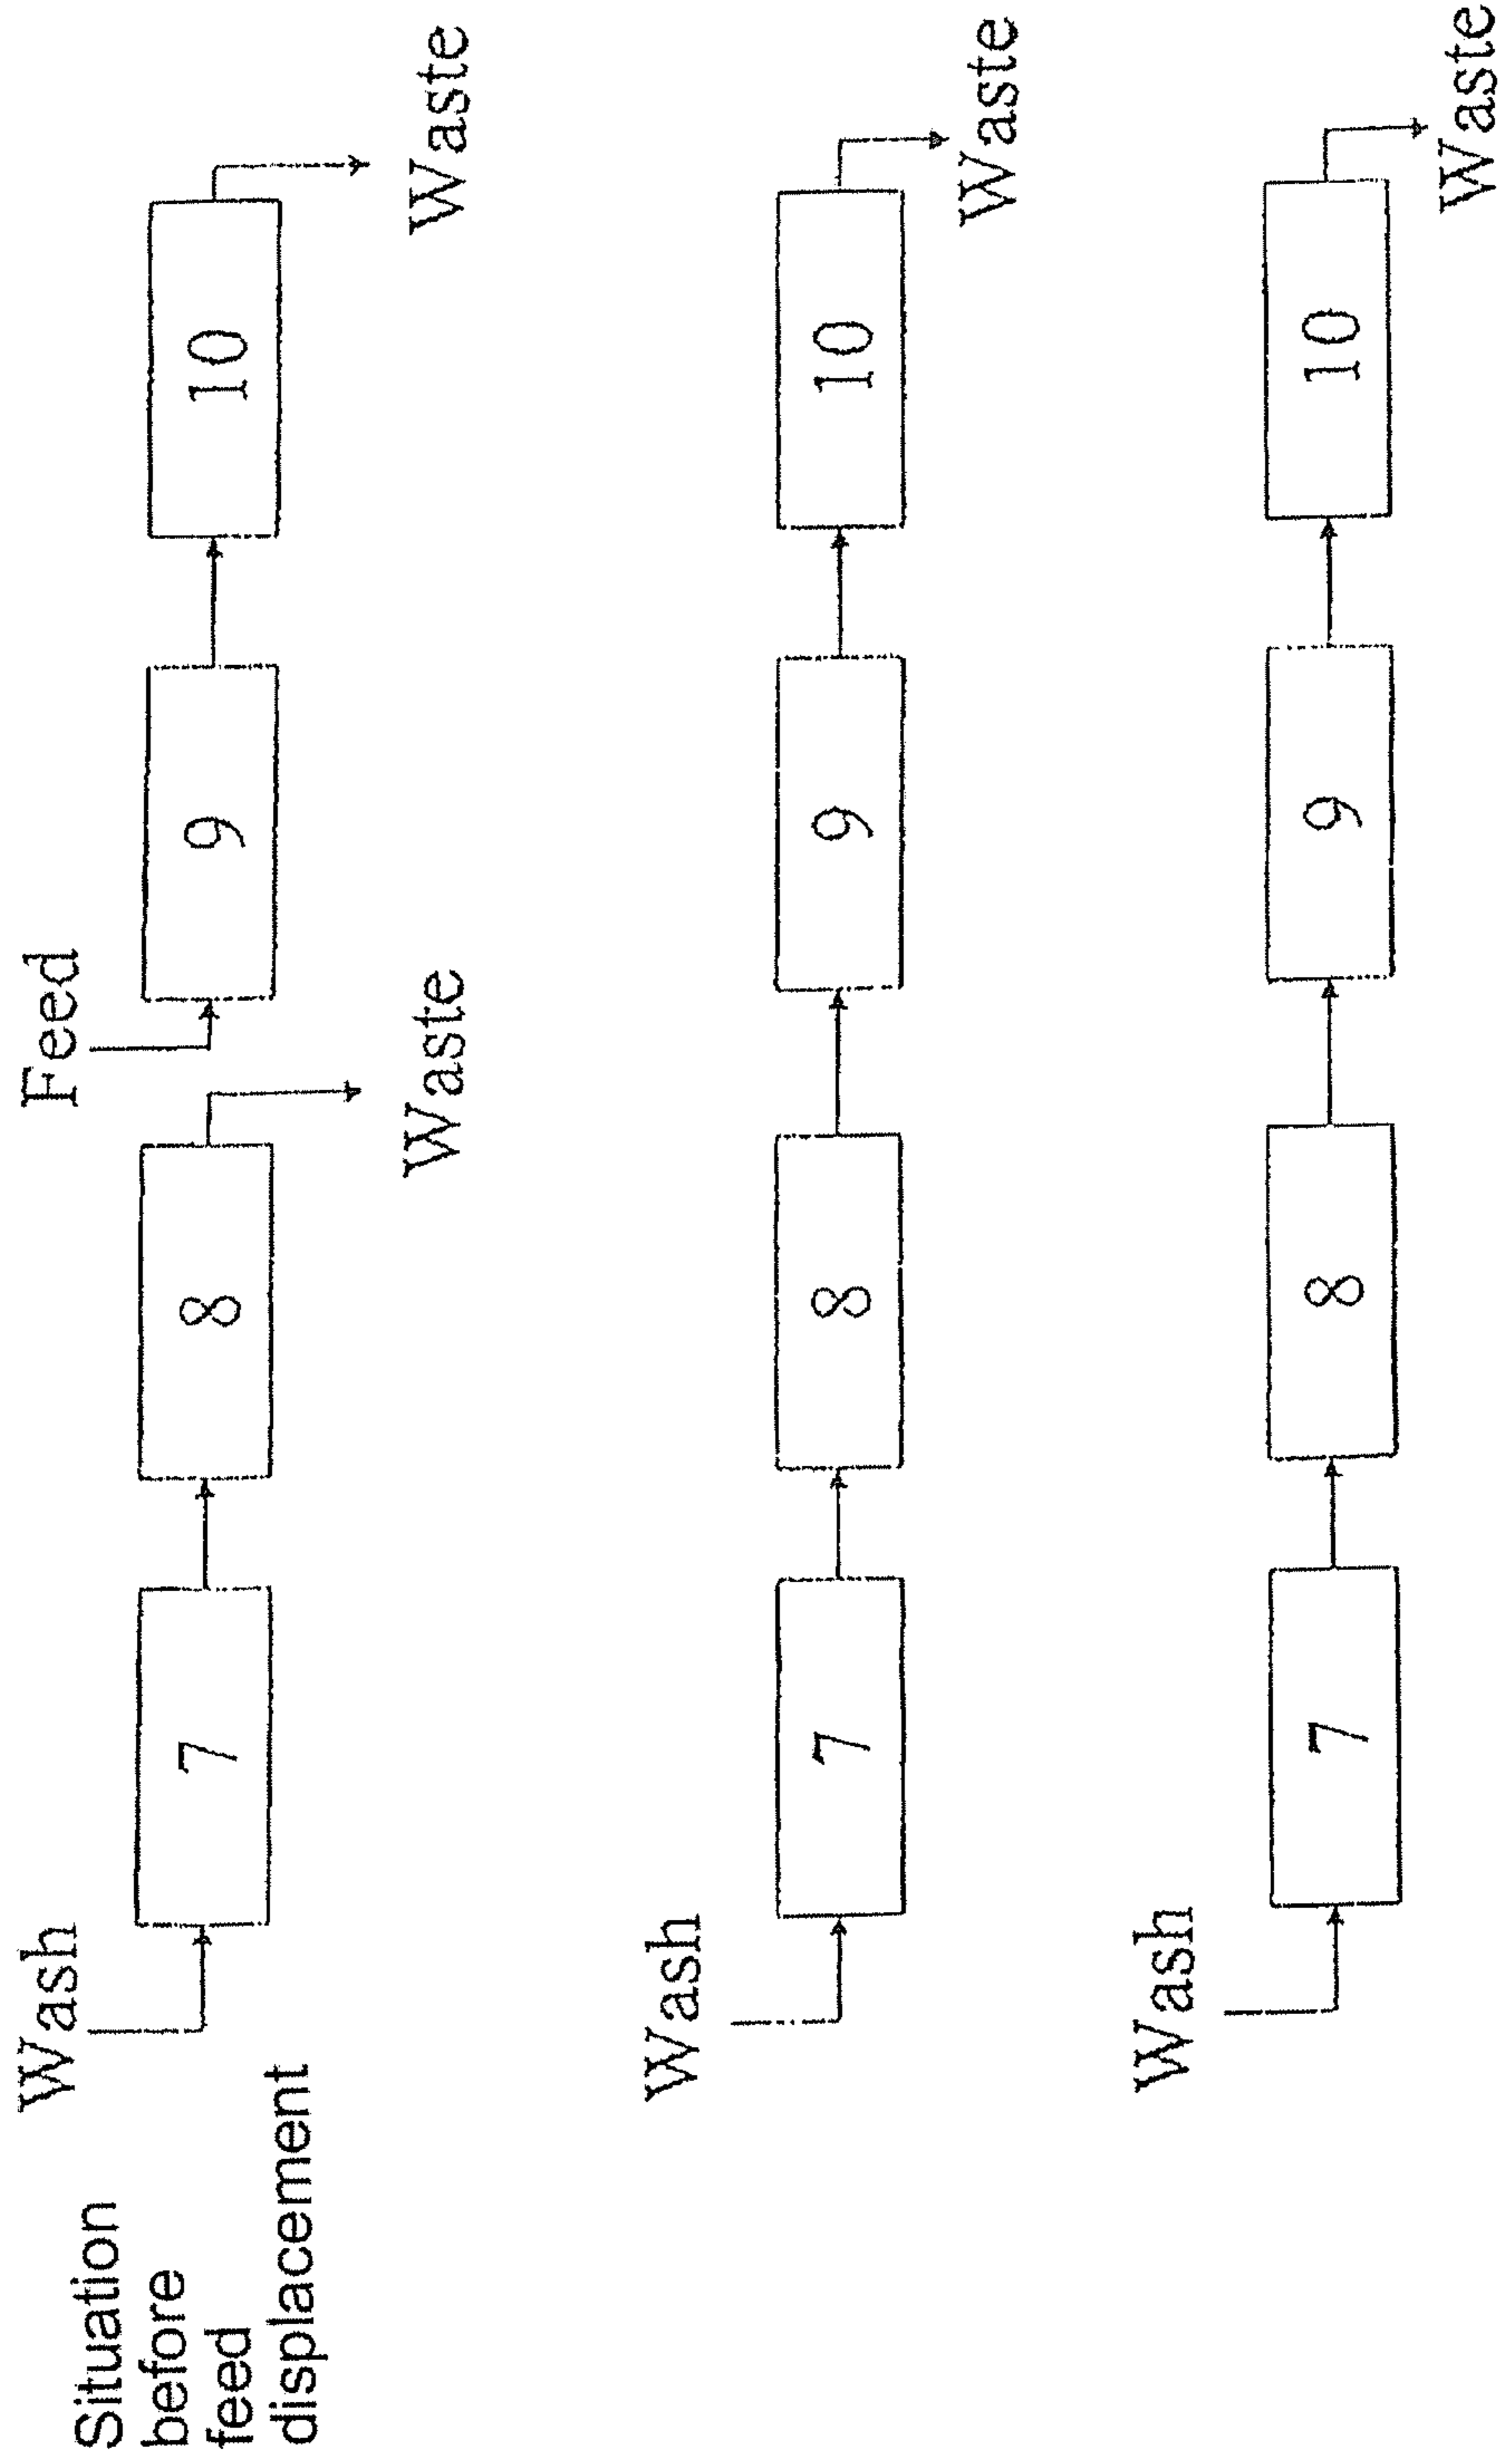 Situation
before
feed
displacement
Wash
7
8
Waste
Feed
9
10
Waste
Wash
7
8
9
10
Waste
Wash
7
8
9
10
Waste